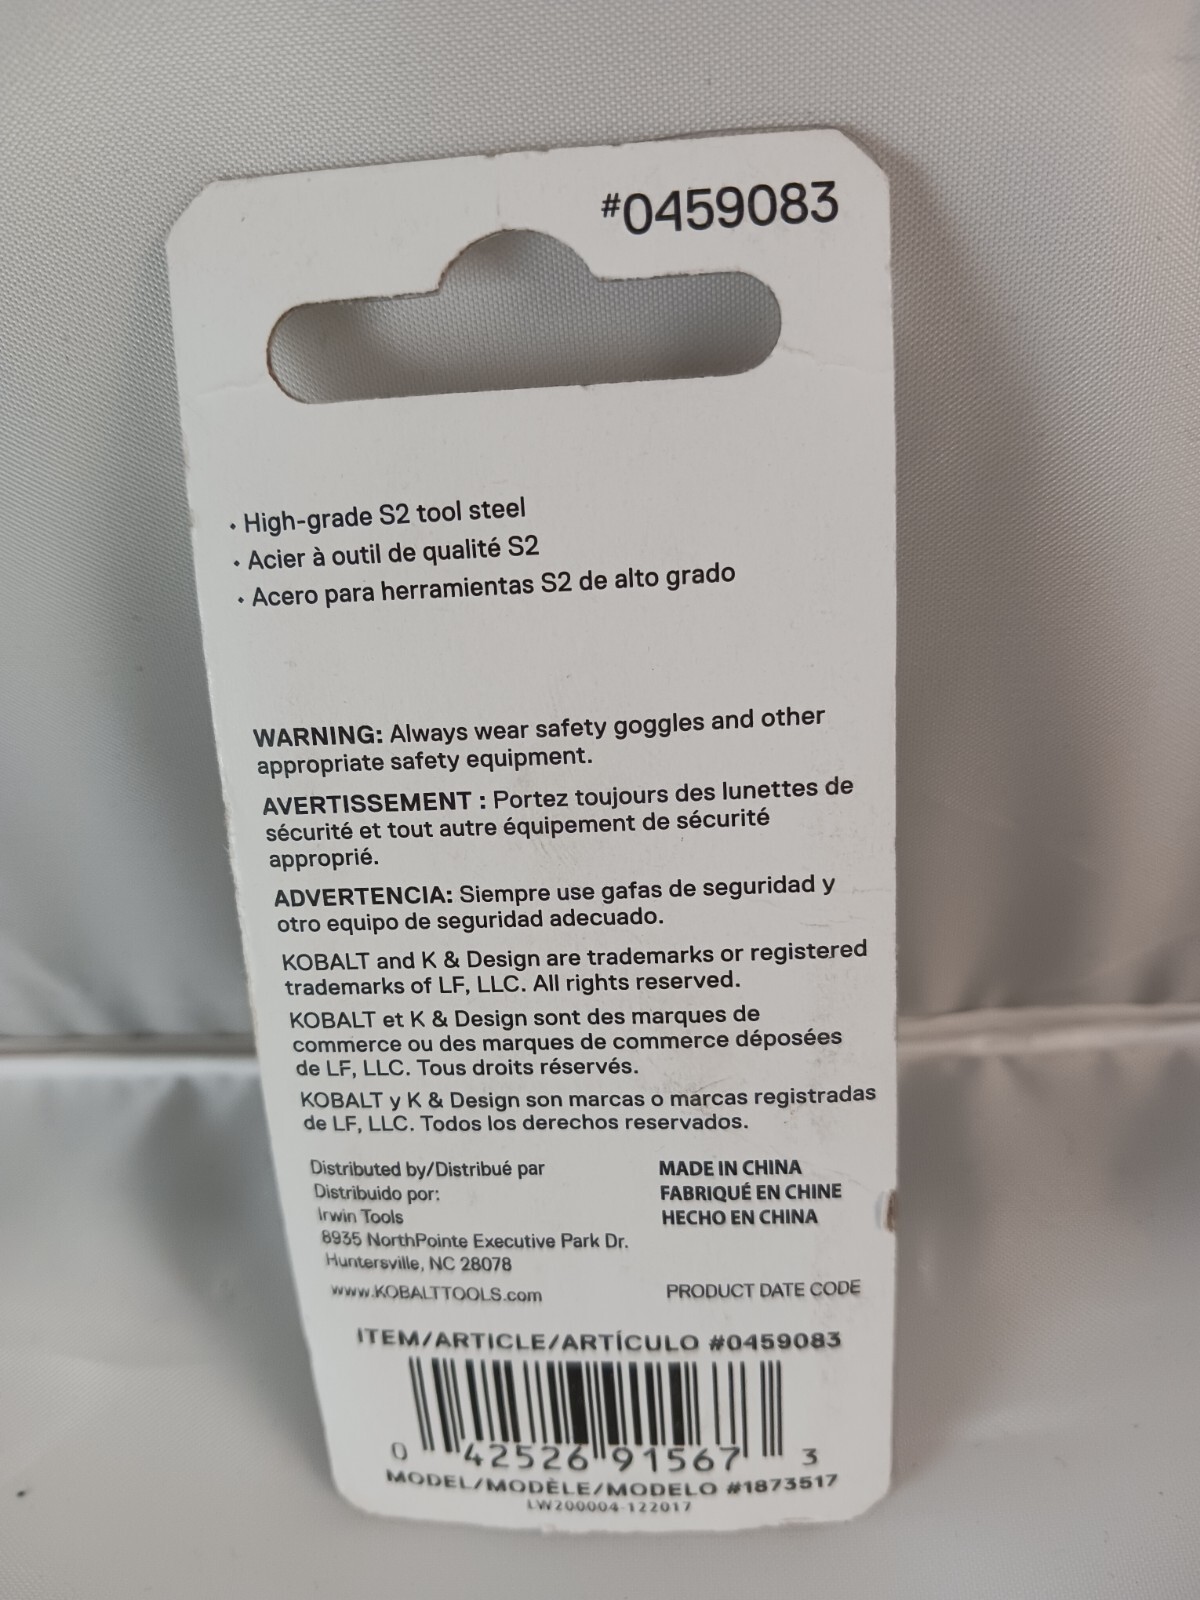 #0459083
• High-grade S2 tool steel
• Acier à outil de qualité S2
• Acero para herramientas S2 de alto grado
WARNING: Always wear safety goggles and other
appropriate safety equipment.
AVERTISSEMENT : Portez toujours des lunettes de
sécurité et tout autre équipement de sécurité
approprié.
ADVERTENCIA: Siempre use gafas de seguridad y
otro equipo de seguridad adecuado.
KOBALT and K & Design are trademarks or registered
trademarks of LF, LLC. All rights reserved.
KOBALT et K & Design sont des marques de
commerce ou des marques de commerce déposées
de LF, LLC. Tous droits réservés.
KOBALT y K & Design son marcas o marcas registradas
de LF, LLC. Todos los derechos reservados.
Distributed by/Distribué par
Distribuido por:
Irwin Tools
8935 NorthPointe Executive Park Dr.
Huntersville, NC 28078
www.KOBALTTOOLS.com
MADE IN CHINA
FABRIQUÉ EN CHINE
HECHO EN CHINA
PRODUCT DATE CODE
ITEM/ARTICLE/ARTÍCULO #0459083
0 42526 91567 3
MODEL/MODÈLE/MODELO #1873517
LW200004-122017